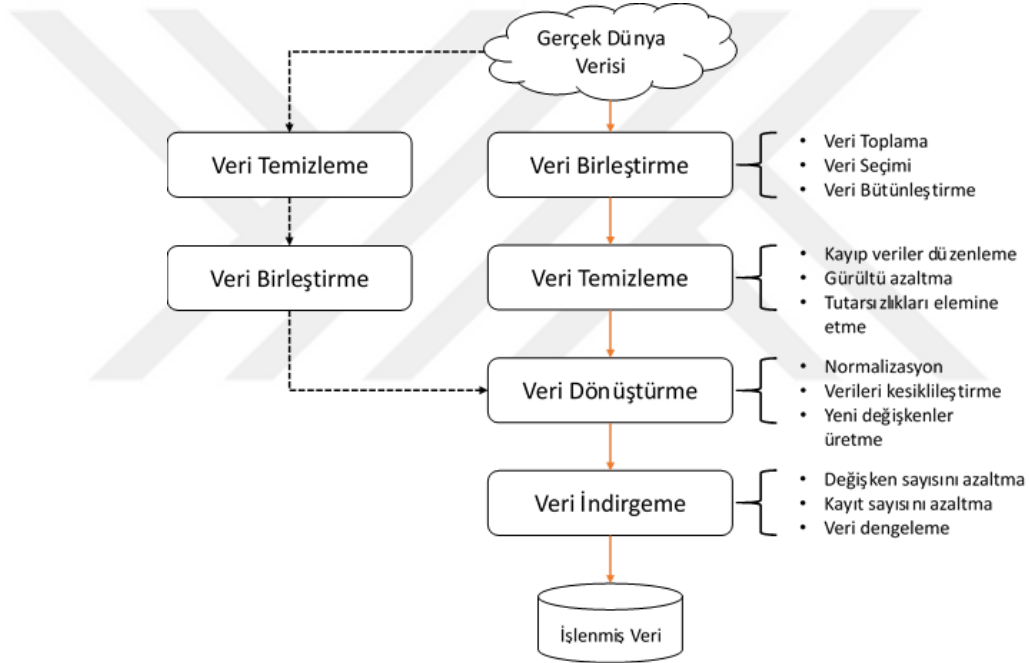 Gerçek Dünya
Verisi
Veri Temizleme
Veri Birleştirme
• Veri Toplama
• Veri Seçimi
• Veri Bütünleştirme
Veri Birleştirme
Veri Temizleme
• Kayıp veriler düzenleme
• Gürültü azaltma
• Tutarsızlıkları elemine
etme
Veri Dönüştürme
• Normalizasyon
• Verileri kesiklileştirme
• Yeni değişkenler
üretme
Veri İndirgeme
• Değişken sayısını azaltma
• Kayıt sayısını azaltma
• Veri dengeleme
İşlenmiş Veri